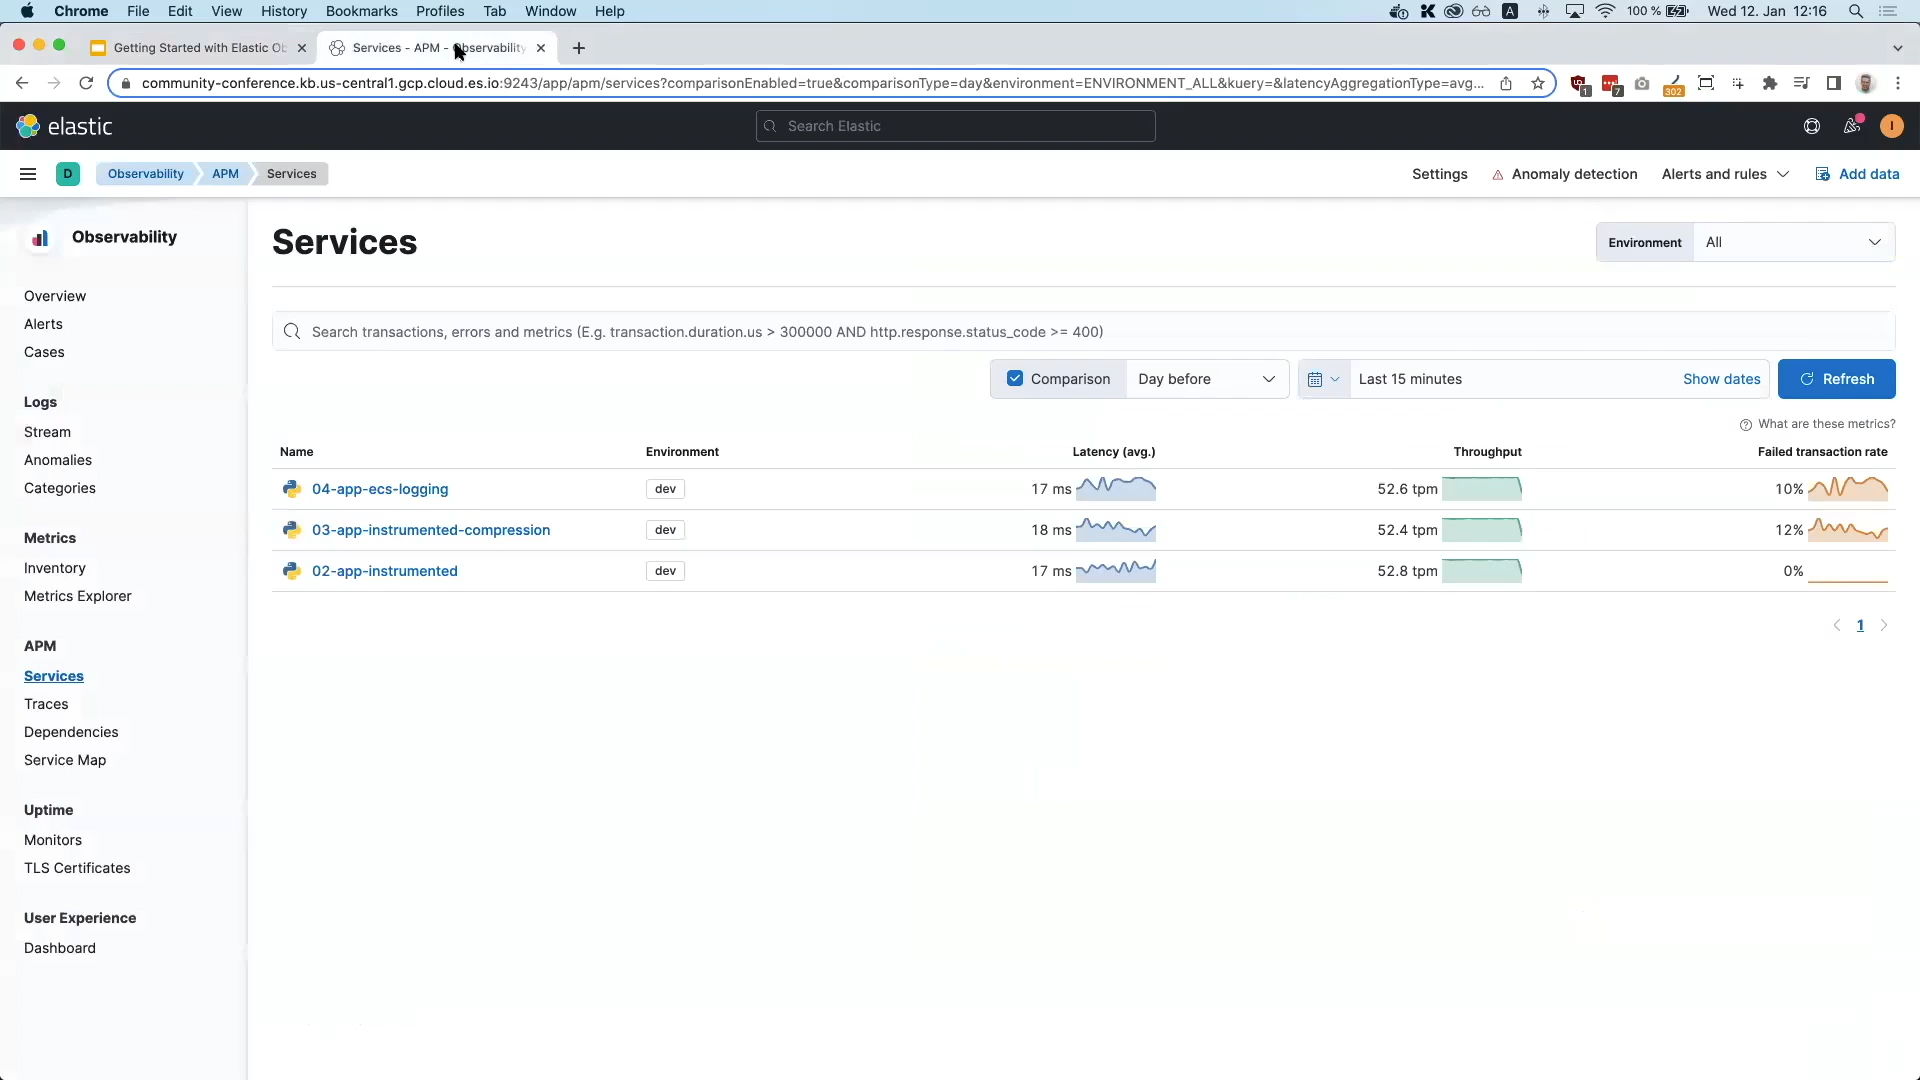 Chrome File Edit View History Bookmarks Profiles Tab Window Help A 100 % Wed 12. Jan 12:16
Getting Started with Elastic Ob Services - APM - Observability
community-conference.kb.us-central1.gcp.cloud.es.io:9243/app/apm/services?comparisonEnabled=true&comparisonType=day&environment=ENVIRONMENT_ALL&kuery=&latencyAggregationType=avg... 1 7 302
elastic Search Elastic I
D Observability APM Services Settings Anomaly detection Alerts and rules Add data
Observability
Overview
Alerts
Cases
Logs
Stream
Anomalies
Categories
Metrics
Inventory
Metrics Explorer
APM
Services
Traces
Dependencies
Service Map
Uptime
Monitors
TLS Certificates
User Experience
Dashboard
Services
Environment All
Search transactions, errors and metrics (E.g. transaction.duration.us > 300000 AND http.response.status_code >= 400)
Comparison Day before Last 15 minutes Show dates Refresh
What are these metrics?
Name Environment Latency (avg.) Throughput Failed transaction rate
04-app-ecs-logging dev 17 ms 52.6 tpm 10%
03-app-instrumented-compression dev 18 ms 52.4 tpm 12%
02-app-instrumented dev 17 ms 52.8 tpm 0%
1